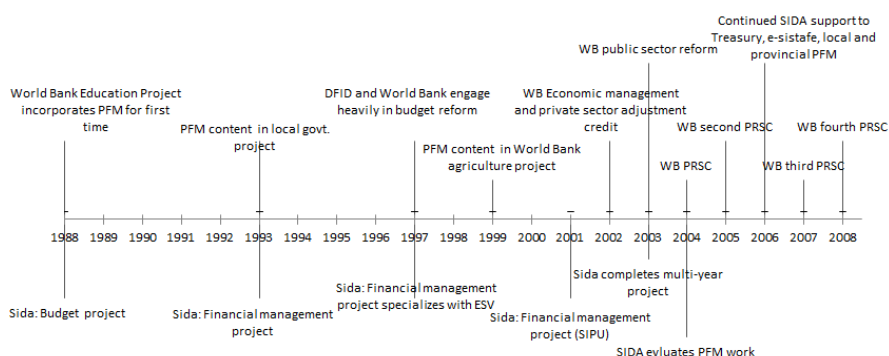 Continued SIDA support to
Treasury, e-sistafe, local and
provincial PFM
WB public sector reform
World Bank Education Project
incorporates PFM for first
time
DFID and World Bank engage
heavily in budget reform
WB Economic management
and private sector adjustment
credit
PFM content in local govt.
project
WB second PRSC
WB fourth PRSC
PFM content in World Bank
agriculture project
WB PRSC
WB third PRSC
1988 1989 1990 1991 1992 1993 1994 1995 1996 1997 1998 1999 2000 2001 2002 2003 2004 2005 2006 2007 2008
Sida completes multi-year
project
Sida: Financial management
project specializes with ESV
Sida: Budget project
Sida: Financial management
project
Sida: Financial management
project (SIPU)
SIDA evluates PFM work